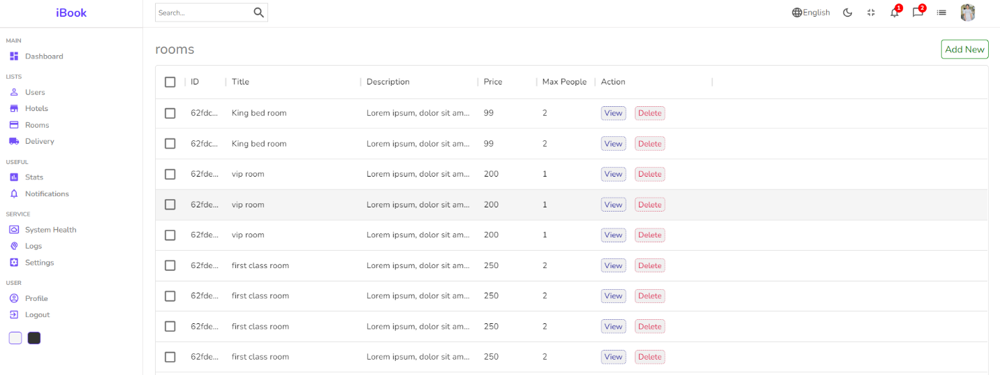 iBook
Search...
English
1
2
MAIN
Dashboard
LISTS
Users
Hotels
Rooms
Delivery
USEFUL
Stats
Notifications
SERVICE
System Health
Logs
Settings
USER
Profile
Logout
rooms
Add New
ID Title Description Price Max People Action
62fdc... King bed room Lorem ipsum, dolor sit am... 99 2 View Delete
62fdc... King bed room Lorem ipsum, dolor sit am... 99 2 View Delete
62fde... vip room Lorem ipsum, dolor sit am... 200 1 View Delete
62fde... vip room Lorem ipsum, dolor sit am... 200 1 View Delete
62fde... vip room Lorem ipsum, dolor sit am... 200 1 View Delete
62fde... first class room Lorem ipsum, dolor sit am... 250 2 View Delete
62fde... first class room Lorem ipsum, dolor sit am... 250 2 View Delete
62fde... first class room Lorem ipsum, dolor sit am... 250 2 View Delete
62fde... first class room Lorem ipsum, dolor sit am... 250 2 View Delete